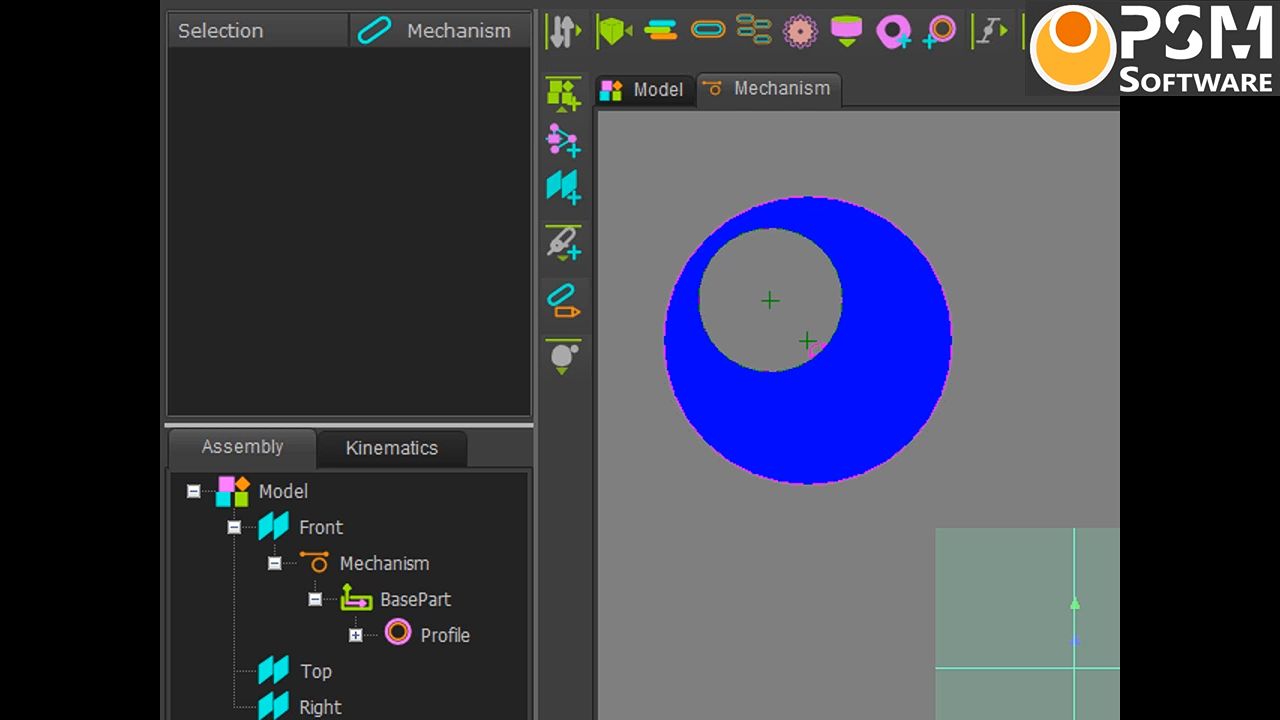 Selection
Mechanism
PSM
SOFTWARE
Model
Mechanism
Assembly
Kinematics
Model
Front
Mechanism
BasePart
Profile
Top
Right